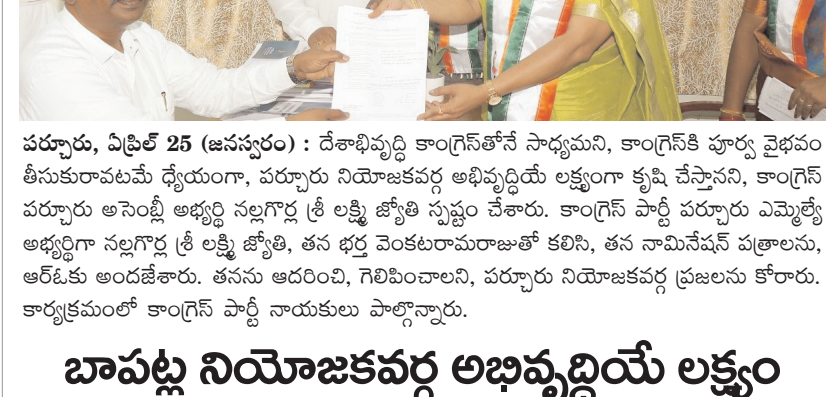 పర్చూరు, ఏప్రిల్ 25 (జనస్వరం) : దేశాభివృద్ధి కాంగ్రెస్‌తోనే సాధ్యమని, కాంగ్రెస్‌కి పూర్వ వైభవం
తీసుకురావటమే ధ్యేయంగా, పర్చూరు నియోజకవర్గ అభివృద్ధియే లక్ష్యంగా కృషి చేస్తానని, కాంగ్రెస్
పర్చూరు అసెంబ్లీ అభ్యర్థి నల్లగొర్ల శ్రీ లక్ష్మి జ్యోతి స్పష్టం చేశారు. కాంగ్రెస్ పార్టీ పర్చూరు ఎమ్మెల్యే
అభ్యర్థిగా నల్లగొర్ల శ్రీ లక్ష్మి జ్యోతి, తన భర్త వెంకటరామరాజుతో కలిసి, తన నామినేషన్ పత్రాలను,
ఆర్‌ఓకు అందజేశారు. తనను ఆదరించి, గెలిపించాలని, పర్చూరు నియోజకవర్గ ప్రజలను కోరారు.
కార్యక్రమంలో కాంగ్రెస్ పార్టీ నాయకులు పాల్గొన్నారు.
బాపట్ల నియోజకవర్గ అభివృద్ధియే లక్ష్యం